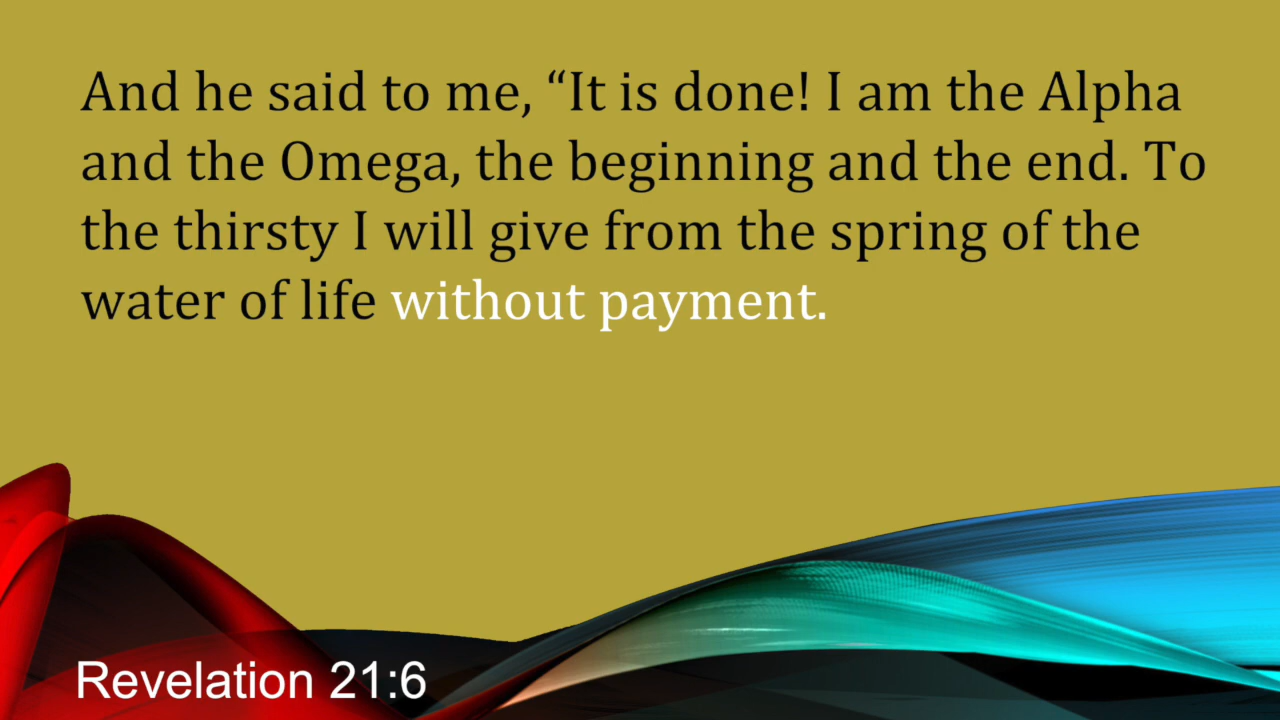 And he said to me, “It is done! I am the Alpha
and the Omega, the beginning and the end. To
the thirsty I will give from the spring of the
water of life without payment.
Revelation 21:6